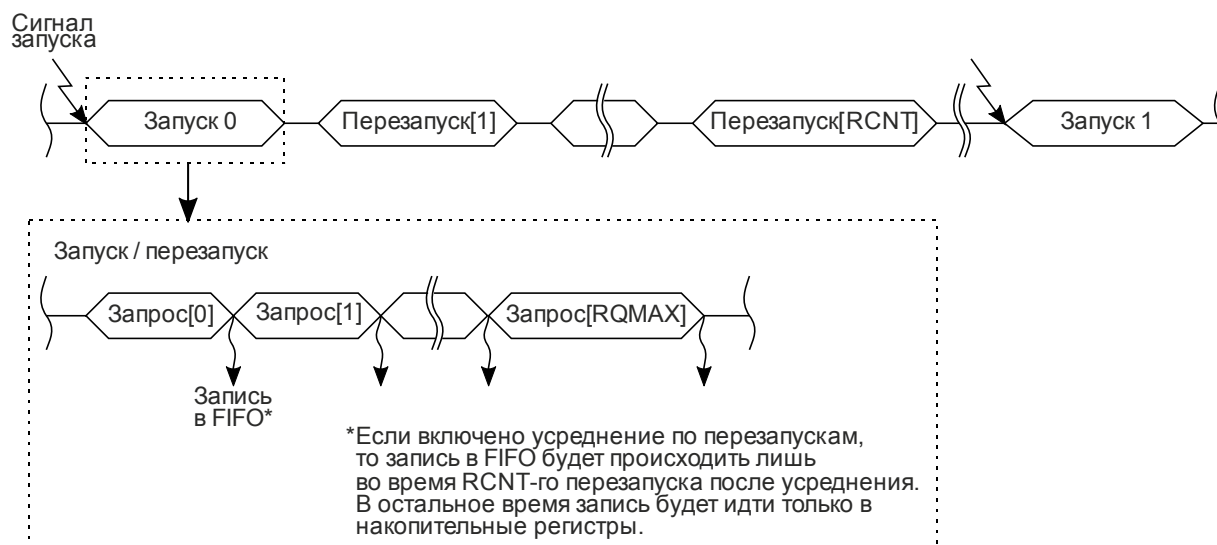 Сигнал
запуска
Запуск 0
Перезапуск[1]
Перезапуск[RCNT]
Запуск 1
Запуск / перезапуск
Запрос[0]
Запрос[1]
Запрос[RQMAX]
Запись
в FIFO*
*Если включено усреднение по перезапускам,
то запись в FIFO будет происходить лишь
во время RCNT-го перезапуска после усреднения.
В остальное время запись будет идти только в
накопительные регистры.